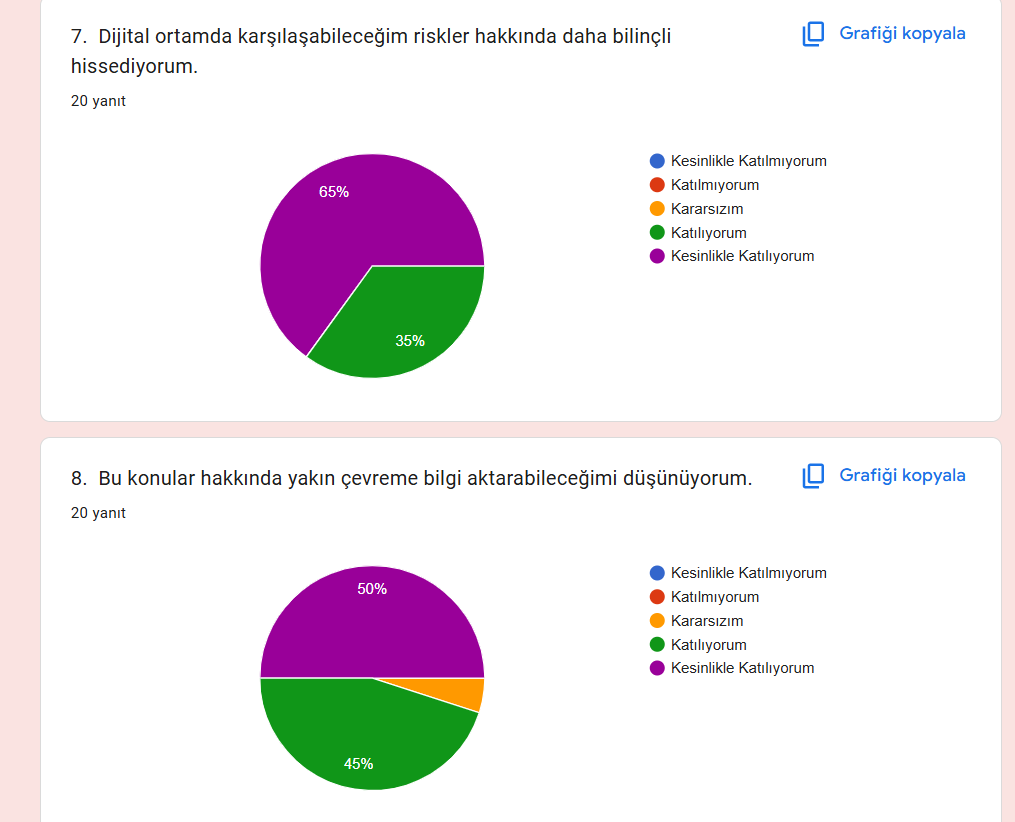 7. Dijital ortamda karşılaşabileceğim riskler hakkında daha bilinçli
hissediyorum.
Grafiği kopyala
20 yanıt
65%
35%
Kesinlikle Katılmıyorum
Katılmıyorum
Kararsızım
Katılıyorum
Kesinlikle Katılıyorum
8. Bu konular hakkında yakın çevreme bilgi aktarabileceğimi düşünüyorum.
Grafiği kopyala
20 yanıt
50%
45%
Kesinlikle Katılmıyorum
Katılmıyorum
Kararsızım
Katılıyorum
Kesinlikle Katılıyorum